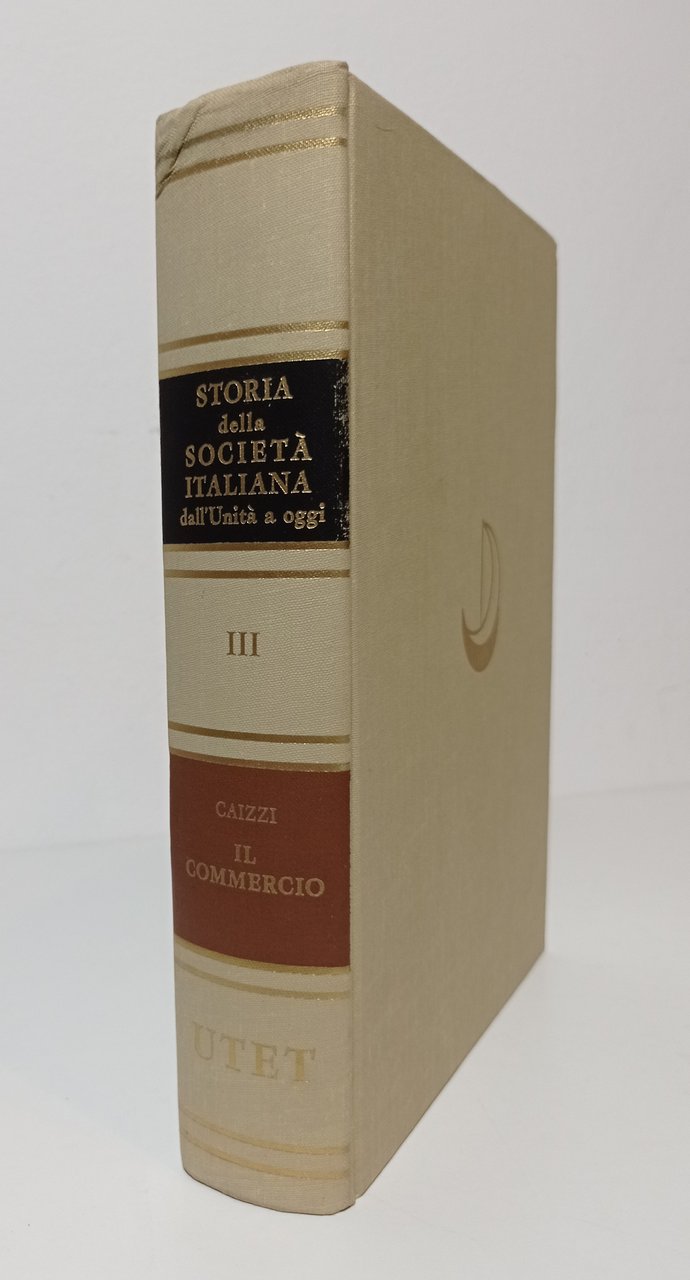 STORIA
della
SOCIETÀ
ITALIANA
dall'Unità a oggi
III
CAIZZI
IL
COMMERCIO
UTET